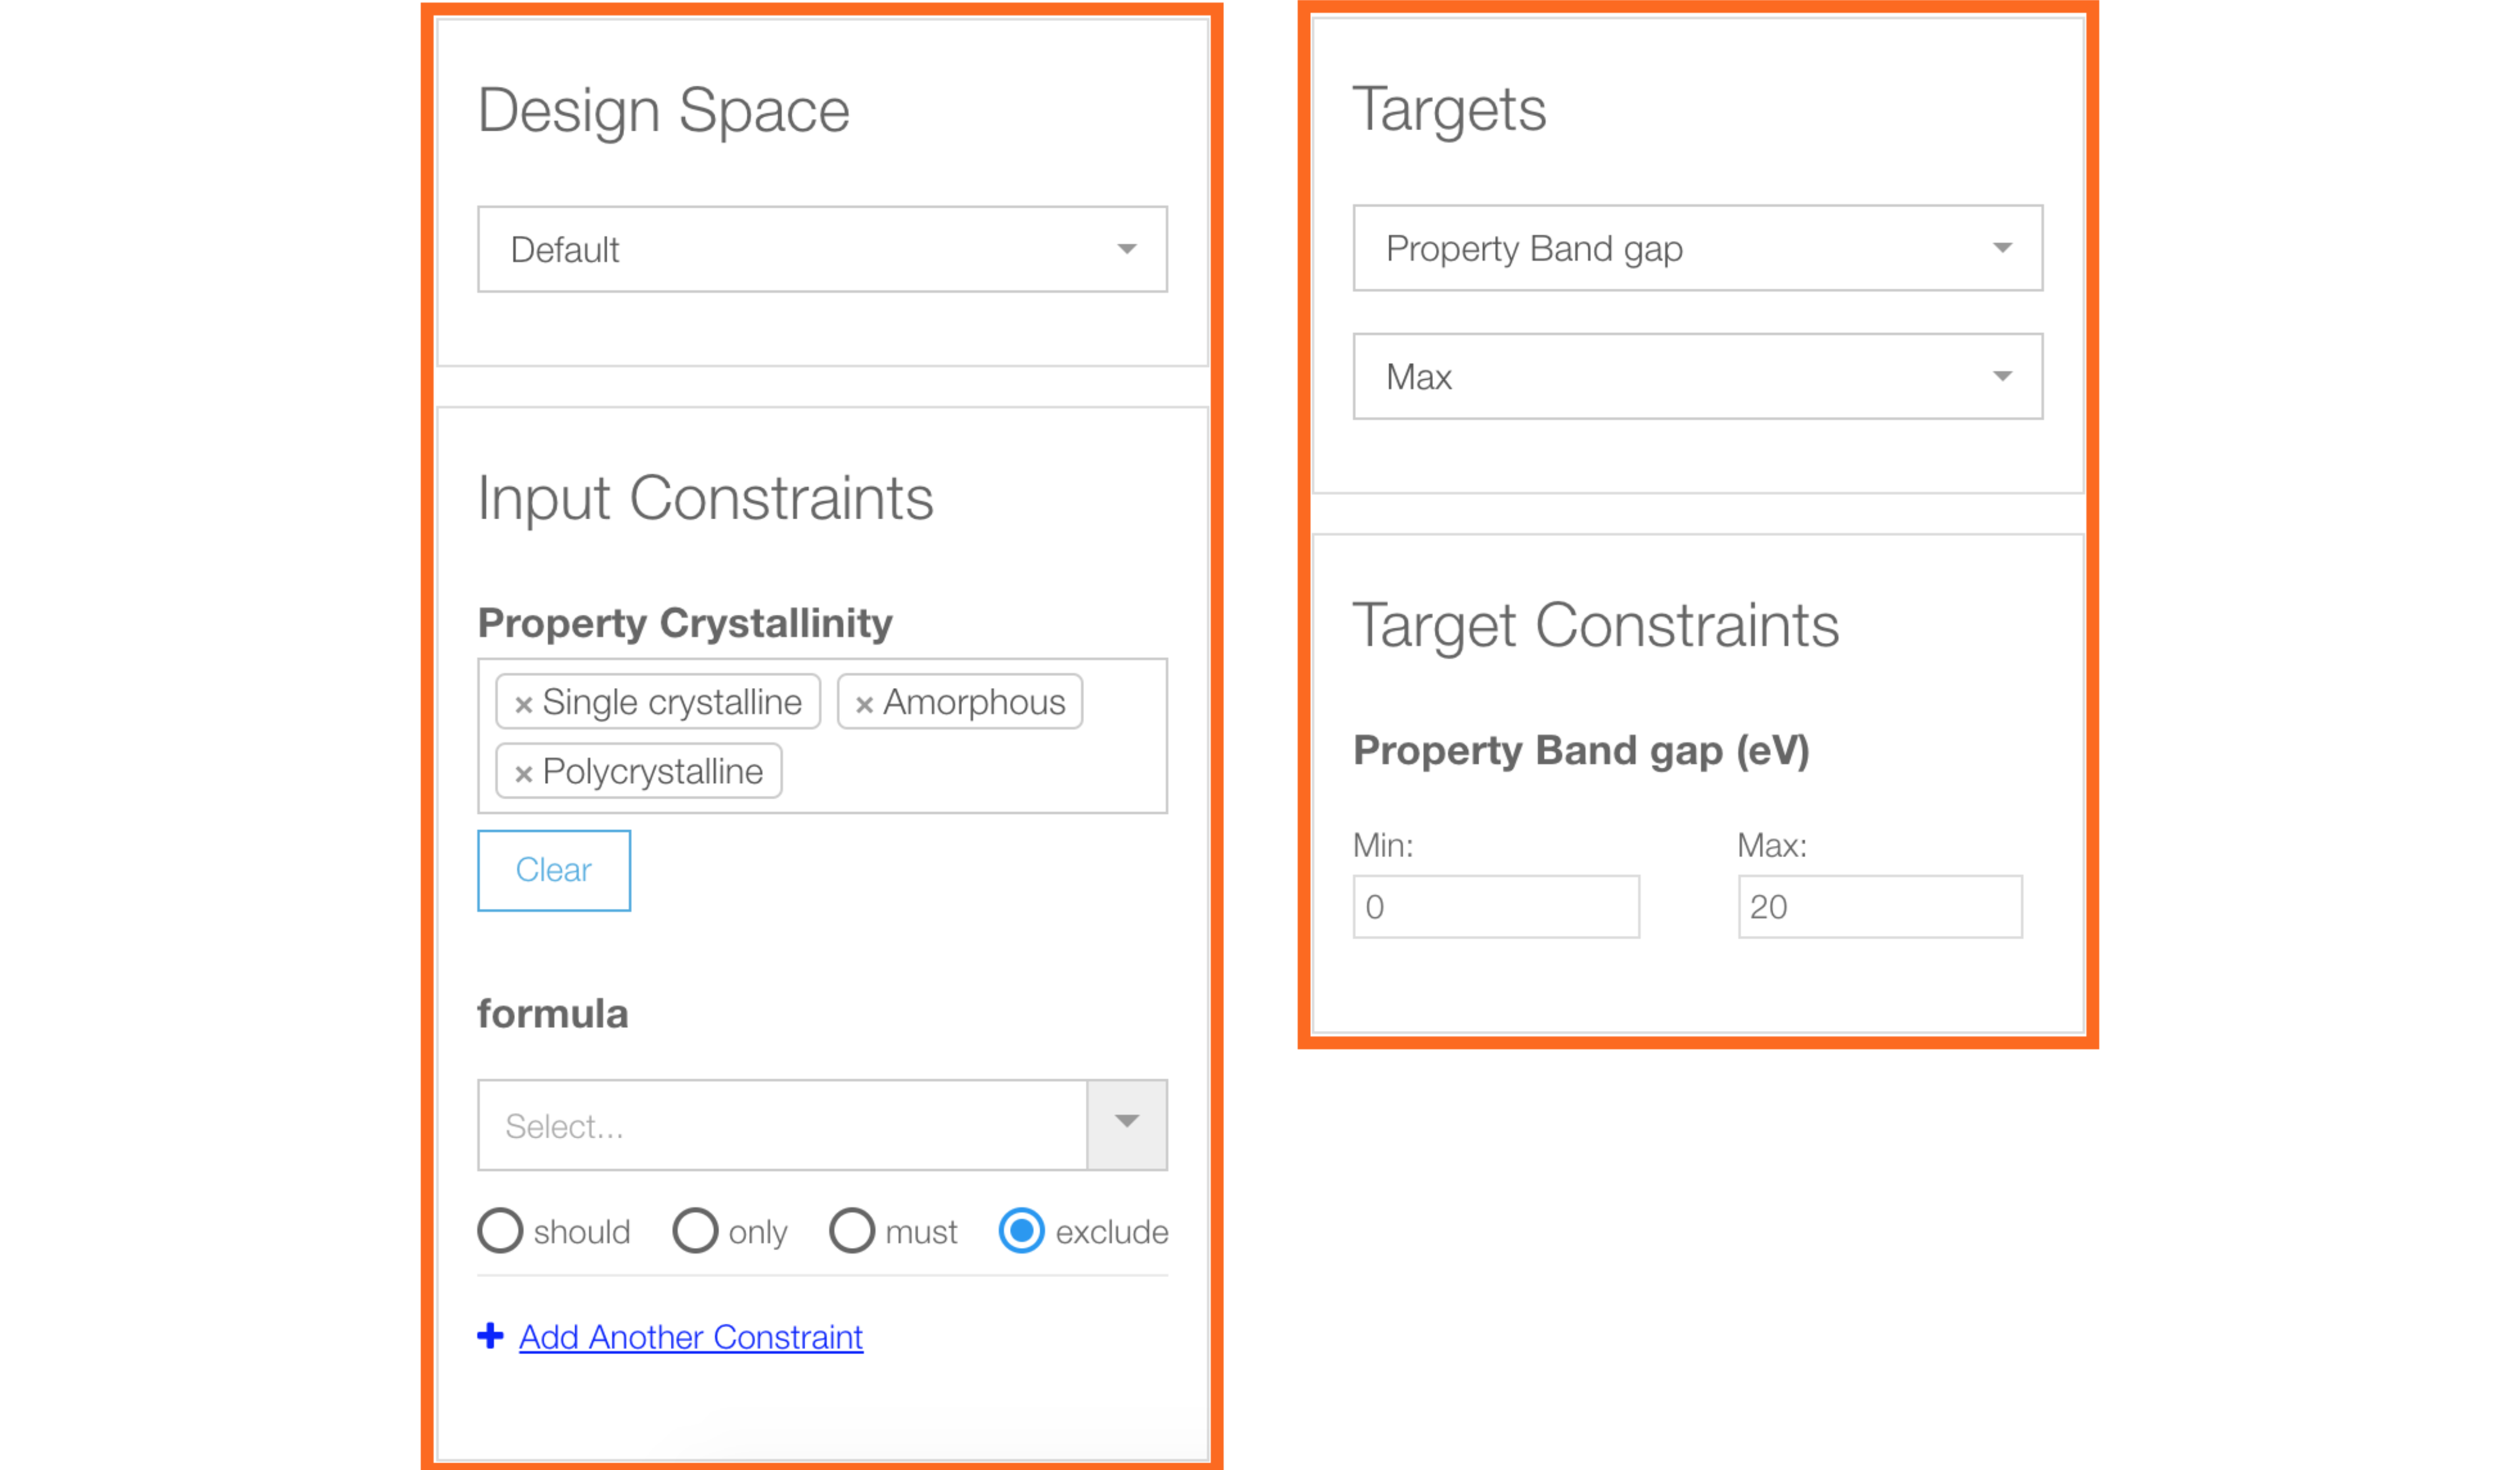 Design Space
Default
Input Constraints
Property Crystallinity
× Single crystalline × Amorphous
× Polycrystalline
Clear
formula
Select...
should only must exclude
+ Add Another Constraint
Targets
Property Band gap
Max
Target Constraints
Property Band gap (eV)
Min: Max:
0 20